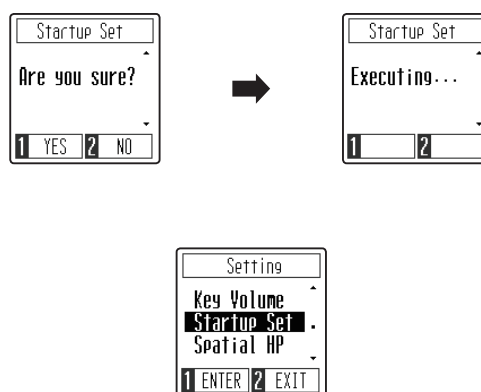 Startup Set
Are you sure?
1 YES 2 NO
Startup Set
Executing···
1 2
Setting
Key Volume
Startup Set
Spatial HP
1 ENTER 2 EXIT